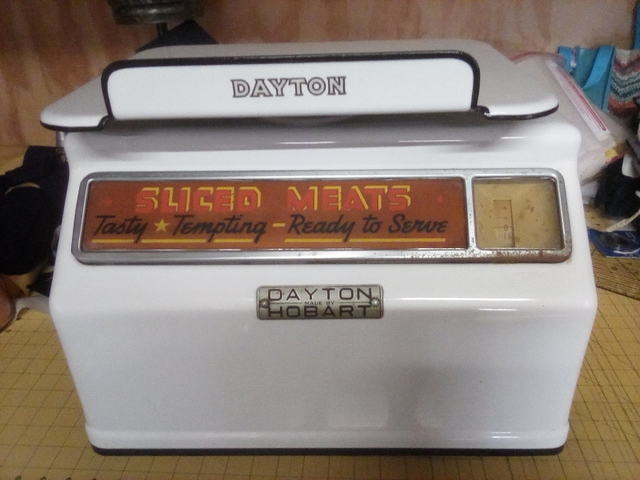 DAYTON
SLICED MEATS
Tasty ★ Tempting - Ready to Serve
DAYTON
MADE BY
HOBART